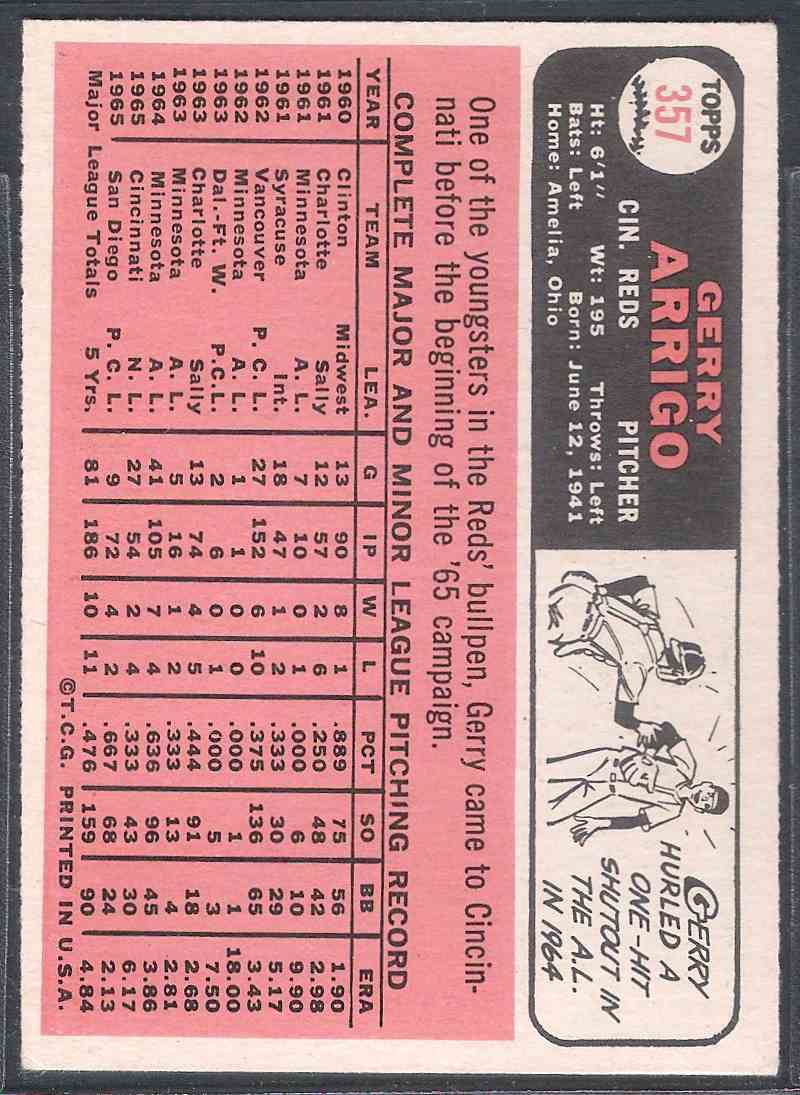 TOPPS
357
GERRY
ARRIGO
CIN. REDS PITCHER
Ht: 6'1" Wt: 195 Throws: Left
Bats: Left Born: June 12, 1941
Home: Amelia, Ohio
GERRY
HURLED A
ONE-HIT
SHUTOUT IN
THE A.L.
IN 1964
One of the youngsters in the Reds' bullpen, Gerry came to Cincin-
nati before the beginning of the '65 campaign.
COMPLETE MAJOR AND MINOR LEAGUE PITCHING RECORD
YEAR TEAM LEA. G IP W L PCT SO BB ERA
1960 Clinton Midwest 13 90 8 1 .889 75 56 1.90
1961 Charlotte Sally 12 57 2 6 .250 48 42 2.98
1961 Minnesota A. L. 7 10 0 1 .000 6 10 9.90
1961 Syracuse Int. 18 47 1 2 .333 30 29 5.17
1962 Vancouver P. C. L. 27 152 6 10 .375 136 65 3.43
1962 Minnesota A. L. 1 1 0 0 .000 1 1 18.00
1963 Dal.-Ft. W. P.C.L. 2 6 0 1 .000 5 3 7.50
1963 Charlotte Sally 13 74 4 5 .444 91 18 2.68
1963 Minnesota A. L. 5 16 1 2 .333 13 4 2.81
1964 Minnesota A. L. 41 105 7 4 .636 96 45 3.86
1965 Cincinnati N. L. 27 54 2 4 .333 43 30 6.17
1965 San Diego P. C. L. 9 72 4 2 .667 68 24 2.13
Major League Totals 5 Yrs. 81 186 10 11 .476 159 90 4.84
©T.C.G. PRINTED IN U.S.A.